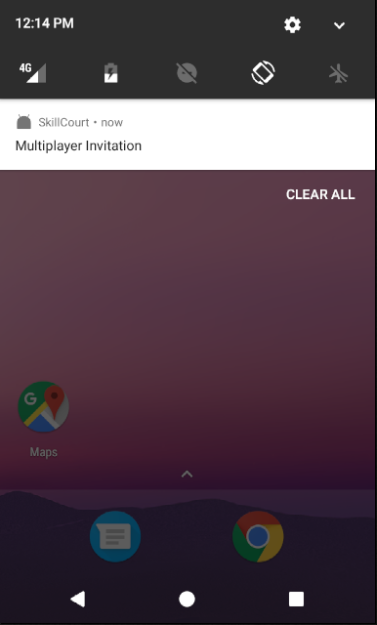 12:14 PM
4G
SkillCourt • now
Multiplayer Invitation
CLEAR ALL
G
Maps